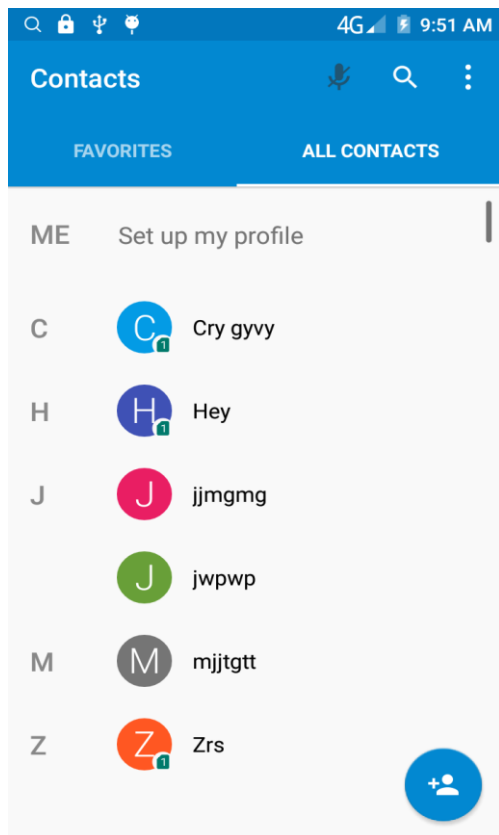 4G 9:51 AM
Contacts
FAVORITES ALL CONTACTS
ME Set up my profile
C C 1 Cry gyvy
H H 1 Hey
J J jjmgmg
J jwpwp
M M mjjtgtt
Z Z 1 Zrs